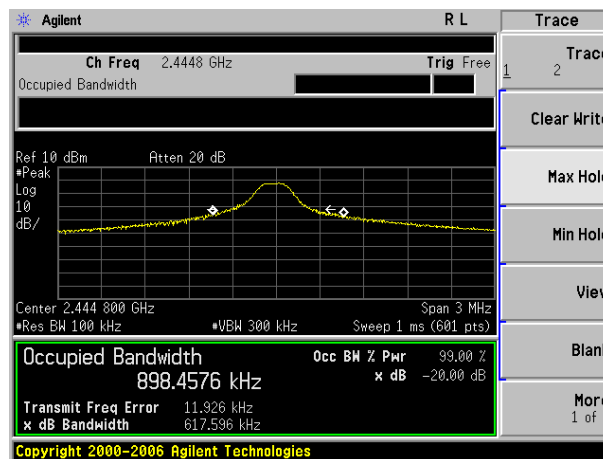 Agilent R L Trace
Ch Freq 2.4448 GHz Trig Free
Occupied Bandwidth
Trace
1 2
Clear Write
Max Hold
Min Hold
View
Blank
More
1 of
Ref 10 dBm Atten 20 dB
#Peak
Log
10
dB/
Center 2.444 800 GHz Span 3 MHz
#Res BW 100 kHz #VBW 300 kHz Sweep 1 ms (601 pts)
Occupied Bandwidth Occ BW % Pwr 99.00 %
898.4576 kHz x dB -20.00 dB
Transmit Freq Error 11.926 kHz
x dB Bandwidth 617.596 kHz
Copyright 2000-2006 Agilent Technologies